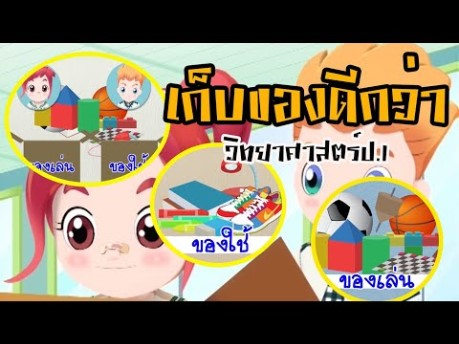 เก็บของดีกว่า
วิทยาศาสตร์ป.1
ของเล่น
ของใช้
ของใช้
ของเล่น